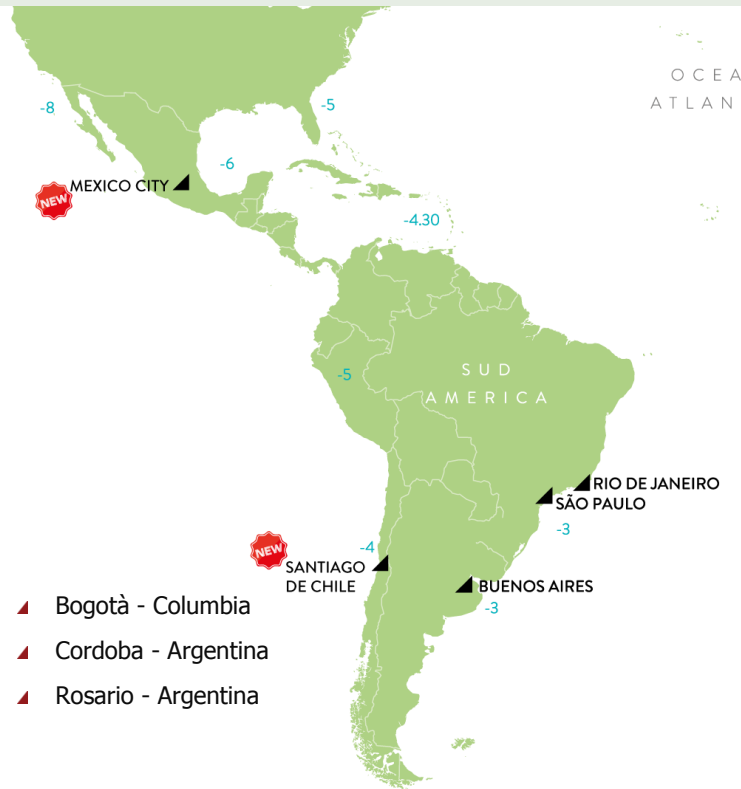 OCEA
ATLAN
-8
-5
-6
MEXICO CITY
NEW
-4.30
-5
SUD
AMERICA
RIO DE JANEIRO
SÃO PAULO
-3
NEW
-4
SANTIAGO
DE CHILE
BUENOS AIRES
-3
Bogotà - Columbia
Cordoba - Argentina
Rosario - Argentina